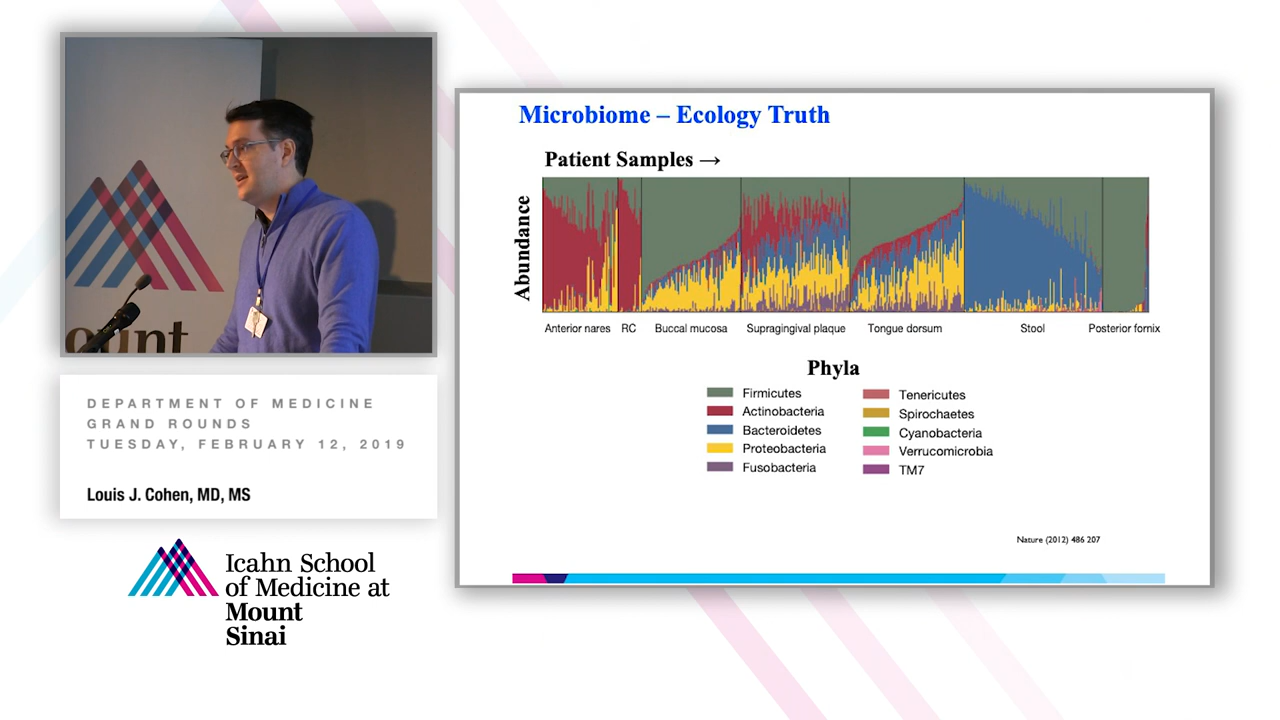 ount
DEPARTMENT OF MEDICINE
GRAND ROUNDS
TUESDAY, FEBRUARY 12, 2019
Louis J. Cohen, MD, MS
Icahn School
of Medicine at
Mount
Sinai
Microbiome – Ecology Truth
Patient Samples →
Abundance
Anterior nares RC Buccal mucosa Supragingival plaque Tongue dorsum Stool Posterior fornix
Phyla
Firmicutes
Actinobacteria
Bacteroidetes
Proteobacteria
Fusobacteria
Tenericutes
Spirochaetes
Cyanobacteria
Verrucomicrobia
TM7
Nature (2012) 486 207